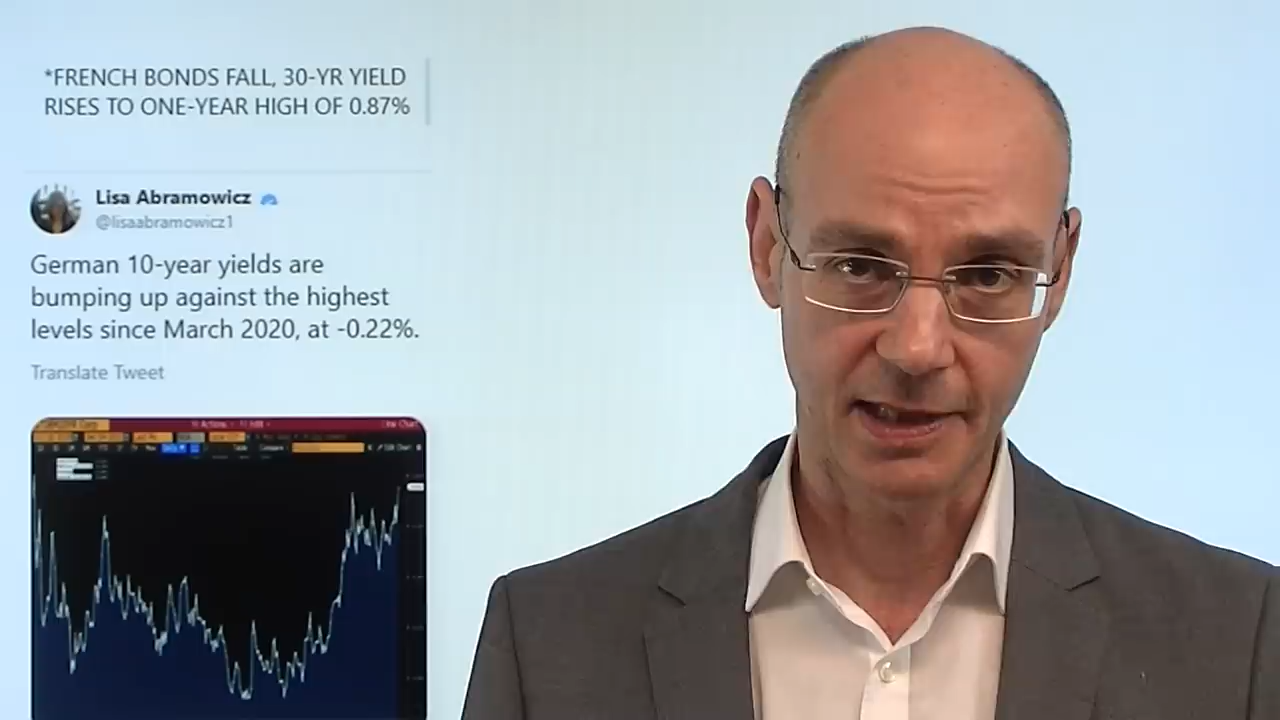 *FRENCH BONDS FALL, 30-YR YIELD
RISES TO ONE-YEAR HIGH OF 0.87%
Lisa Abramowicz
@lisaabramowicz1
German 10-year yields are
bumping up against the highest
levels since March 2020, at -0.22%.
Translate Tweet